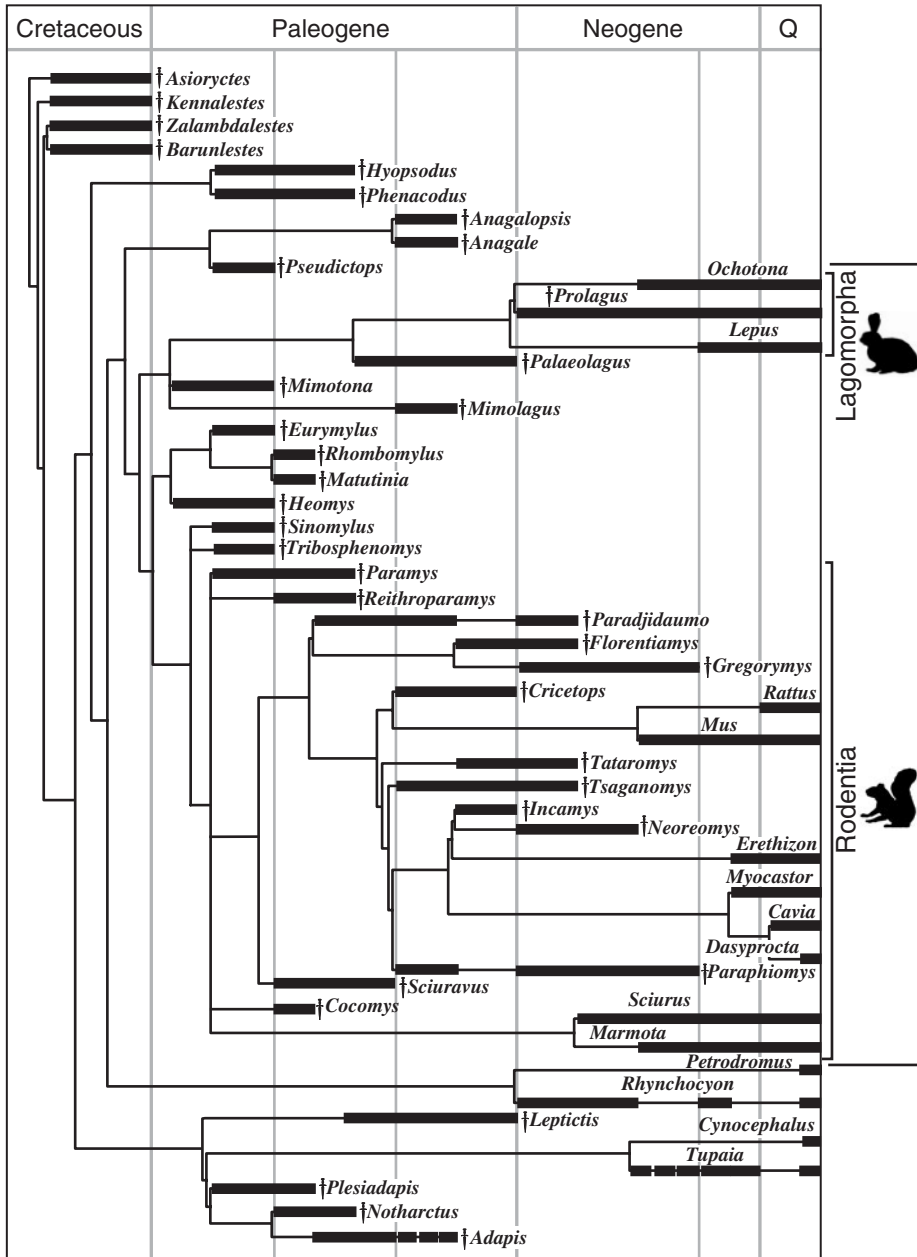 Cretaceous Paleogene Neogene Q
†Asioryctes
†Kennalestes
†Zalambdalestes
†Barunlestes
†Hyopsodus
†Phenacodus
†Anagalopsis
†Anagale
†Pseudictops
Ochotona
†Prolagus
Lepus
†Palaeolagus
Lagomorpha
†Mimotona
†Mimolagus
†Eurymylus
†Rhombomylus
†Matutinia
†Heomys
†Sinomylus
†Tribosphenomys
†Paramys
†Reithroparamys
†Paradjidaumo
†Florentiamys
†Gregorymys
†Cricetops
Rattus
Mus
†Tataromys
†Tsaganomys
†Incamys
†Neoreomys
Rodentia
Erethizon
Myocastor
Cavia
Dasyprocta
†Paraphiomys
†Sciuravus
†Cocomys
Sciurus
Marmota
Petrodromus
Rhynchocyon
†Leptictis
Cynocephalus
Tupaia
†Plesiadapis
†Notharctus
†Adapis